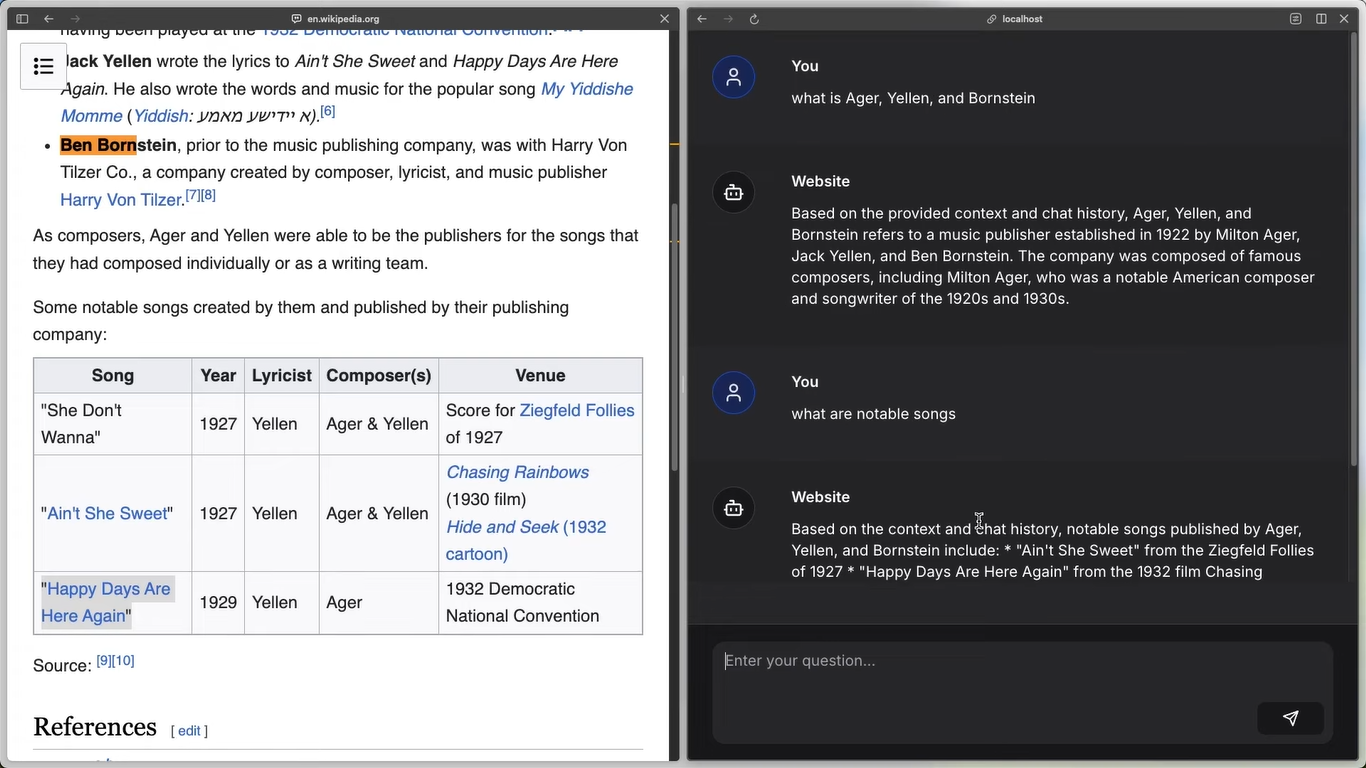 en.wikipedia.org
having been played at the 1932 Democratic National Convention.
Jack Yellen wrote the lyrics to Ain't She Sweet and Happy Days Are Here
Again. He also wrote the words and music for the popular song My Yiddishe
Momme (Yiddish: א ייִדישע מאַמע).[6]
• Ben Bornstein, prior to the music publishing company, was with Harry Von
Tilzer Co., a company created by composer, lyricist, and music publisher
Harry Von Tilzer.[7][8]
As composers, Ager and Yellen were able to be the publishers for the songs that
they had composed individually or as a writing team.
Some notable songs created by them and published by their publishing
company:
Song Year Lyricist Composer(s) Venue
"She Don't
Wanna"
1927 Yellen Ager & Yellen
Score for Ziegfeld Follies
of 1927
"Ain't She Sweet" 1927 Yellen Ager & Yellen
Chasing Rainbows
(1930 film)
Hide and Seek (1932
cartoon)
"Happy Days Are
Here Again"
1929 Yellen Ager
1932 Democratic
National Convention
Source: [9][10]
References [ edit ]
localhost
You
what is Ager, Yellen, and Bornstein
Website
Based on the provided context and chat history, Ager, Yellen, and
Bornstein refers to a music publisher established in 1922 by Milton Ager,
Jack Yellen, and Ben Bornstein. The company was composed of famous
composers, including Milton Ager, who was a notable American composer
and songwriter of the 1920s and 1930s.
You
what are notable songs
Website
Based on the context and chat history, notable songs published by Ager,
Yellen, and Bornstein include: * "Ain't She Sweet" from the Ziegfeld Follies
of 1927 * "Happy Days Are Here Again" from the 1932 film Chasing
Enter your question...